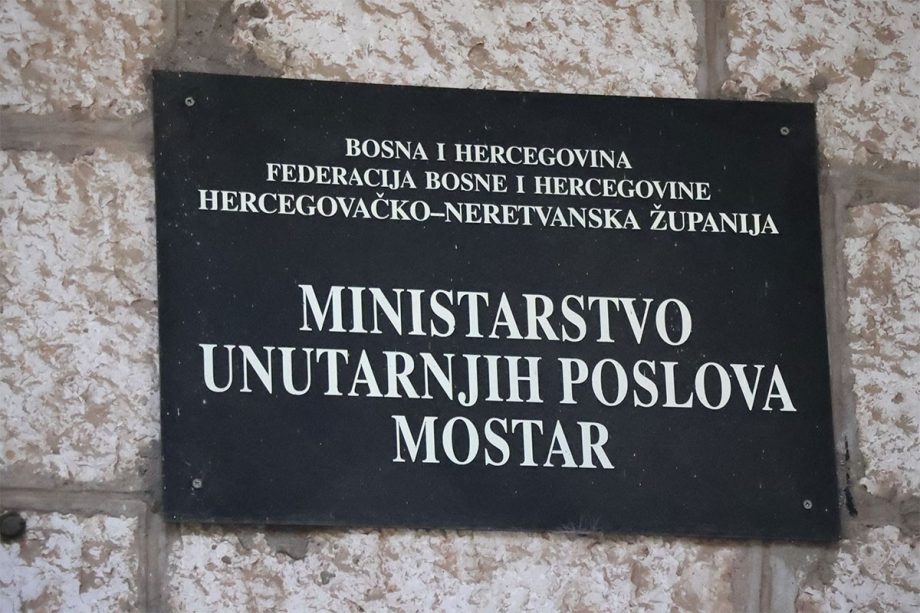 BOSNA I HERCEGOVINA
FEDERACIJA BOSNE I HERCEGOVINE
HERCEGOVAČKO–NERETVANSKA ŽUPANIJA
MINISTARSTVO
UNUTARNJIH POSLOVA
MOSTAR